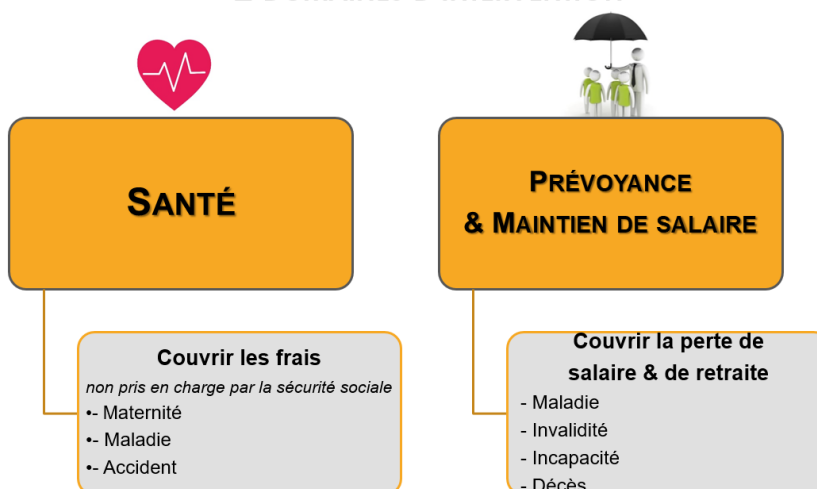 SANTÉ
PRÉVOYANCE
& MAINTIEN DE SALAIRE
Couvrir les frais
non pris en charge par la sécurité sociale
•- Maternité
•- Maladie
•- Accident
Couvrir la perte de
salaire & de retraite
- Maladie
- Invalidité
- Incapacité
- Décès